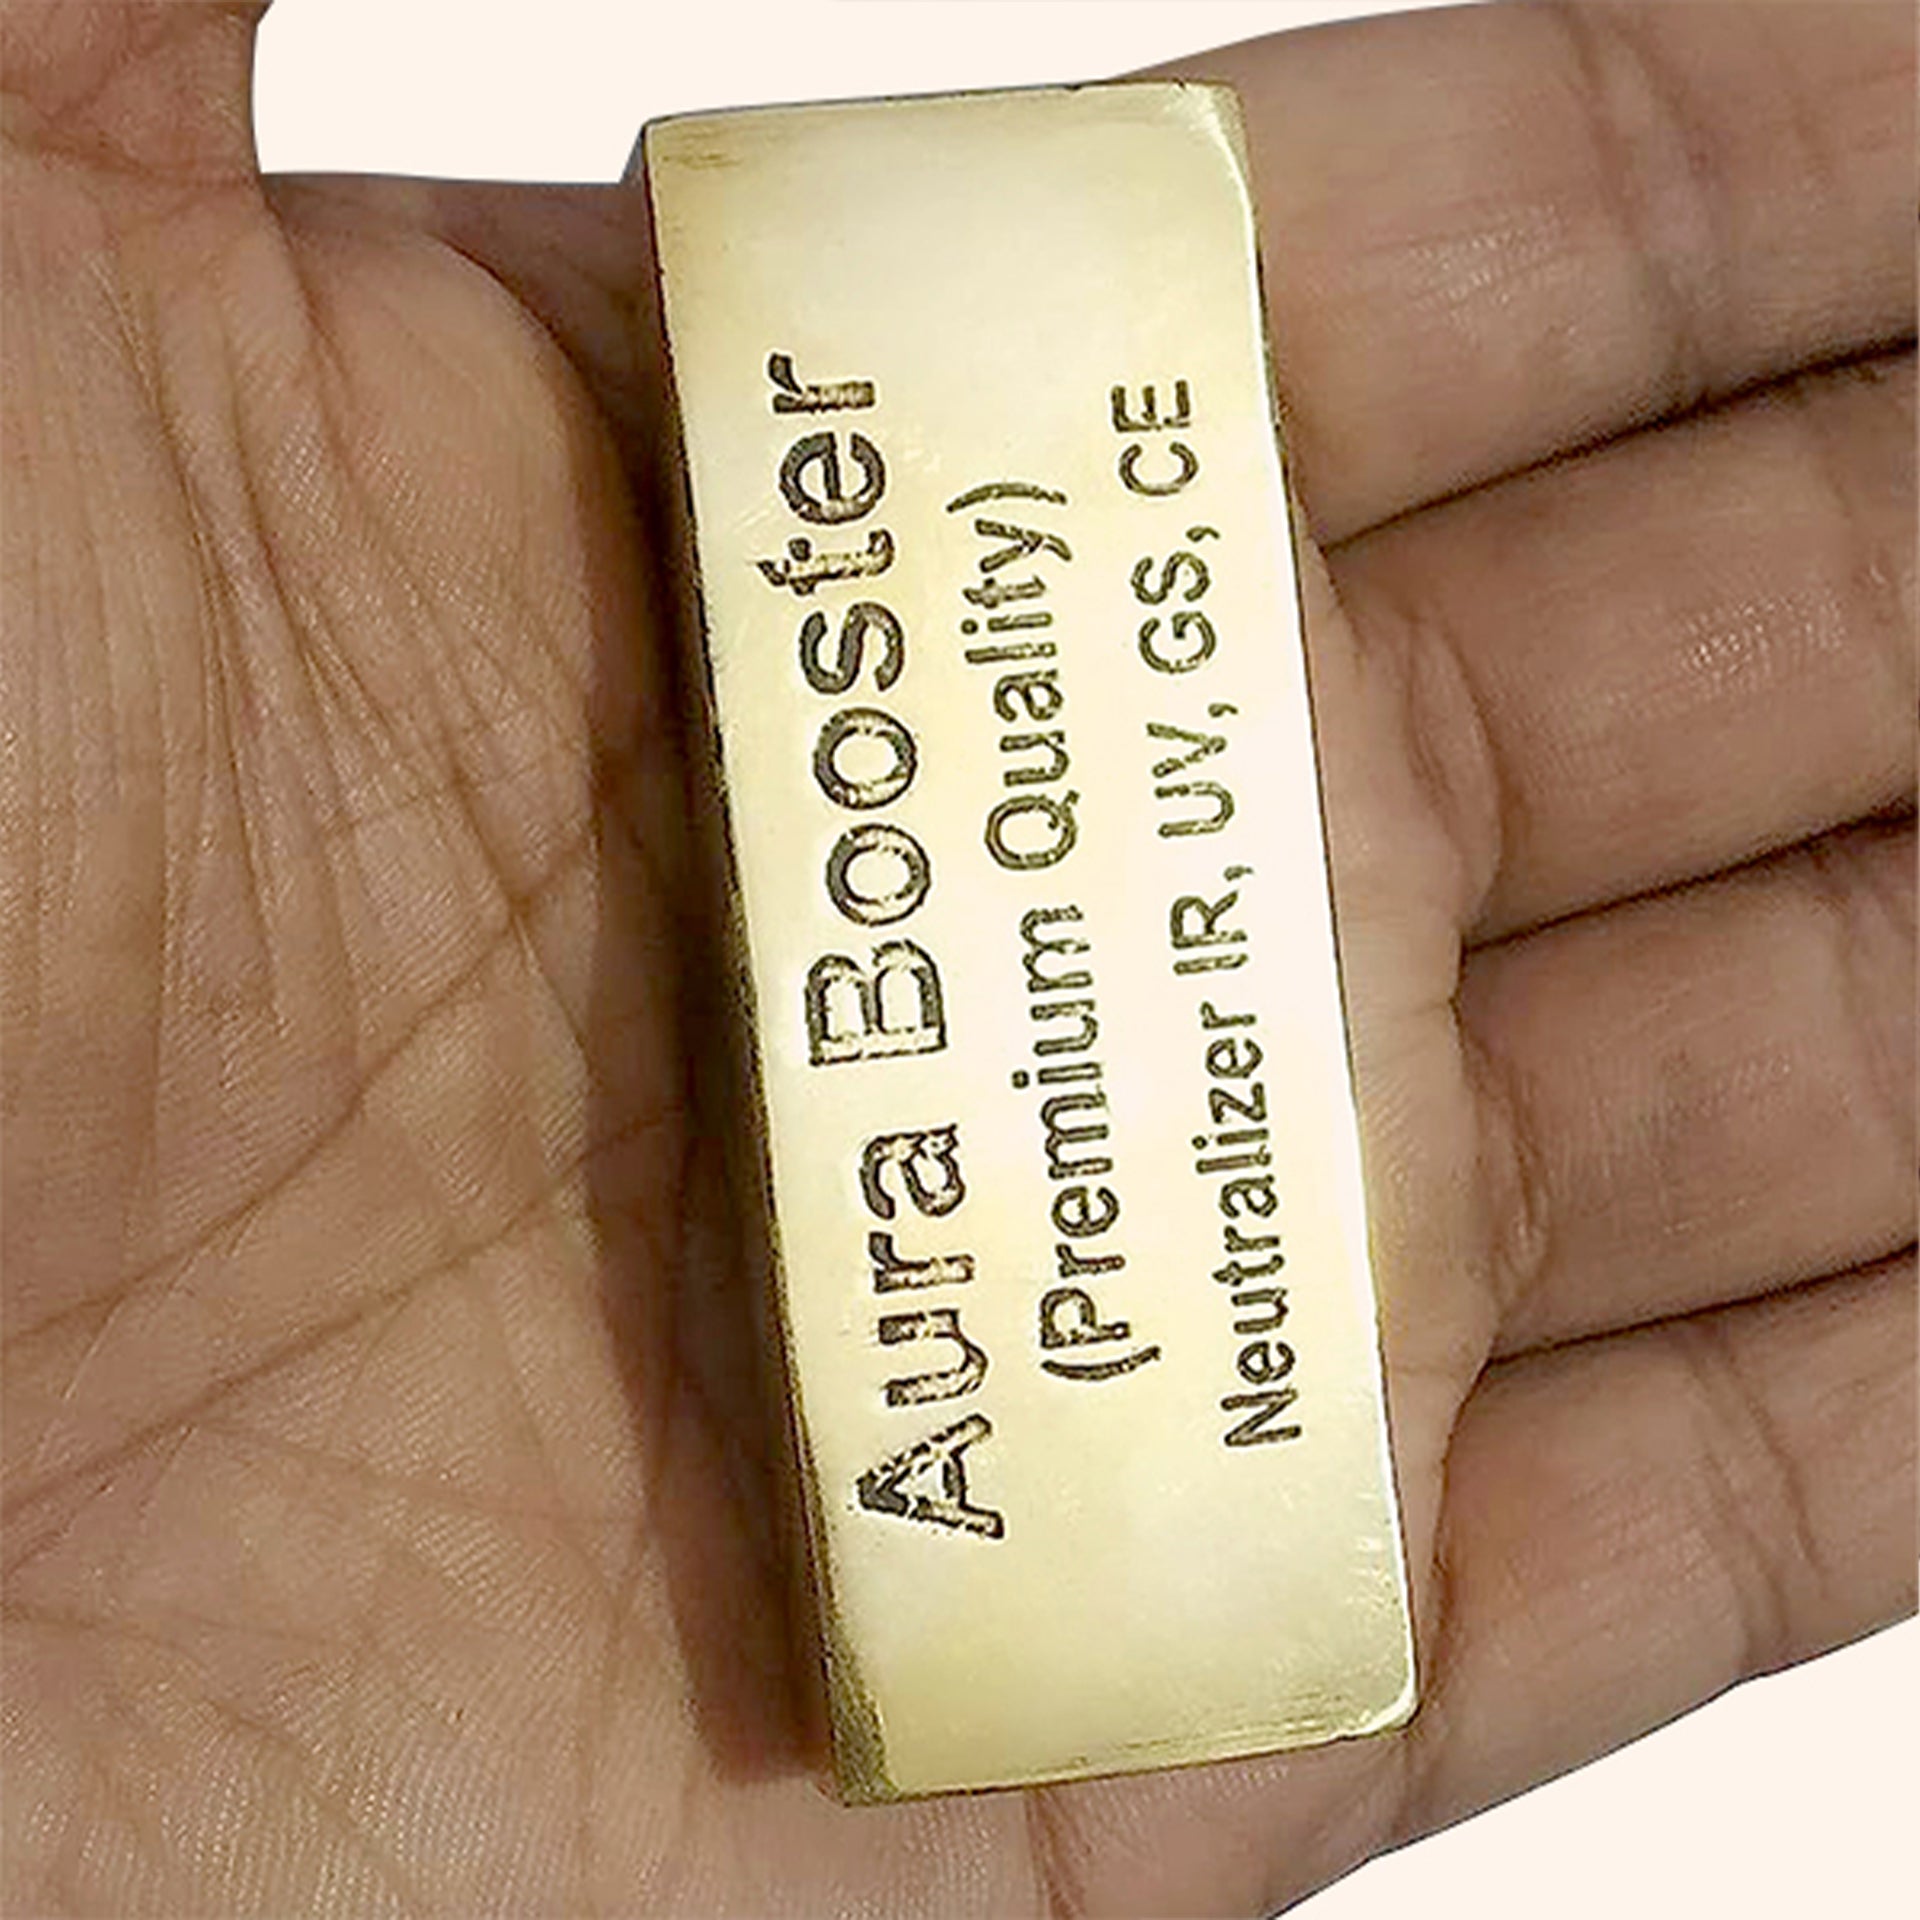 Aura Booster
(Premium Quality)
Neutralizer IR, UV, GS, CE